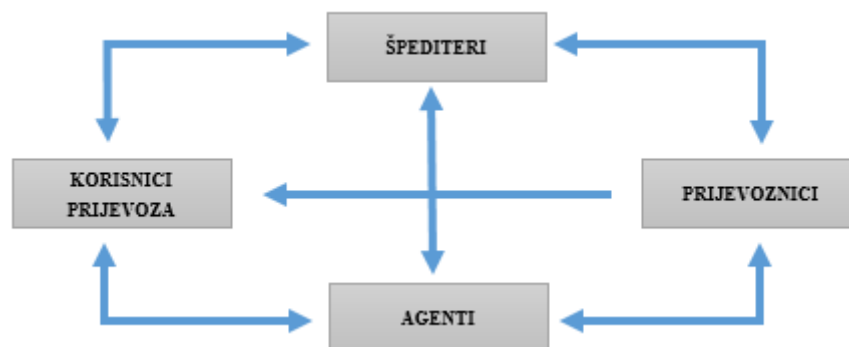 ŠPEDITERI
KORISNICI
PRIJEVOZA
PRIJEVOZNICI
AGENTI